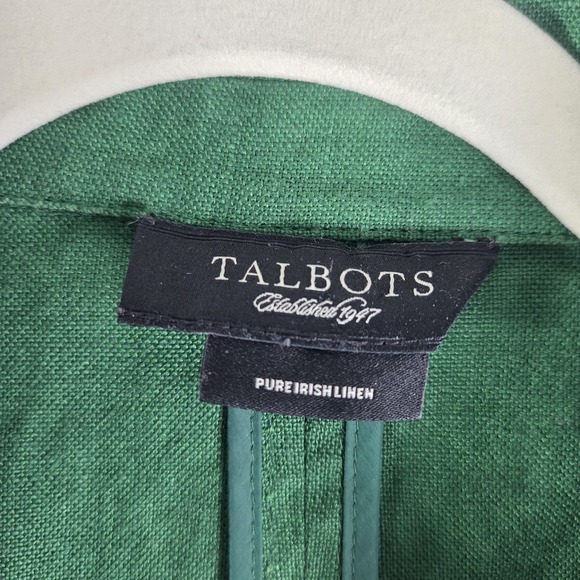 TALBOTS
Established 1947
PURE IRISH LINEN